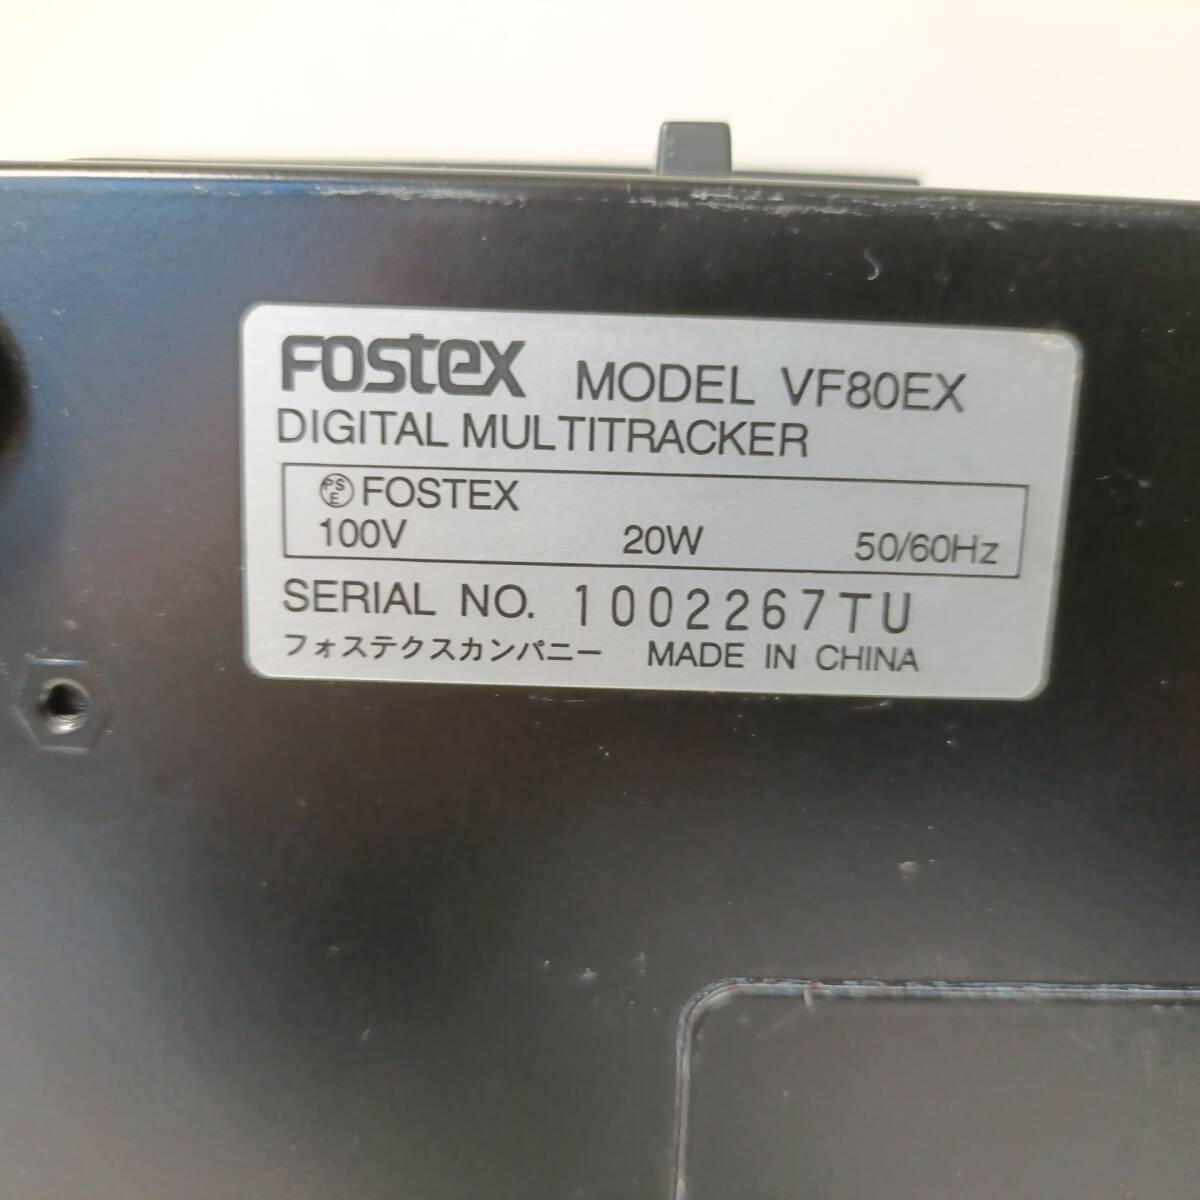 FOSTEX MODEL VF80EX
DIGITAL MULTITRACKER
PSE FOSTEX
100V 20W 50/60Hz
SERIAL NO. 1002267TU
フォステクスカンパニー MADE IN CHINA